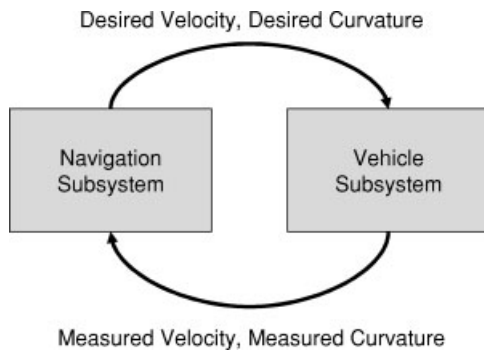 Desired Velocity, Desired Curvature
Navigation
Subsystem
Vehicle
Subsystem
Measured Velocity, Measured Curvature